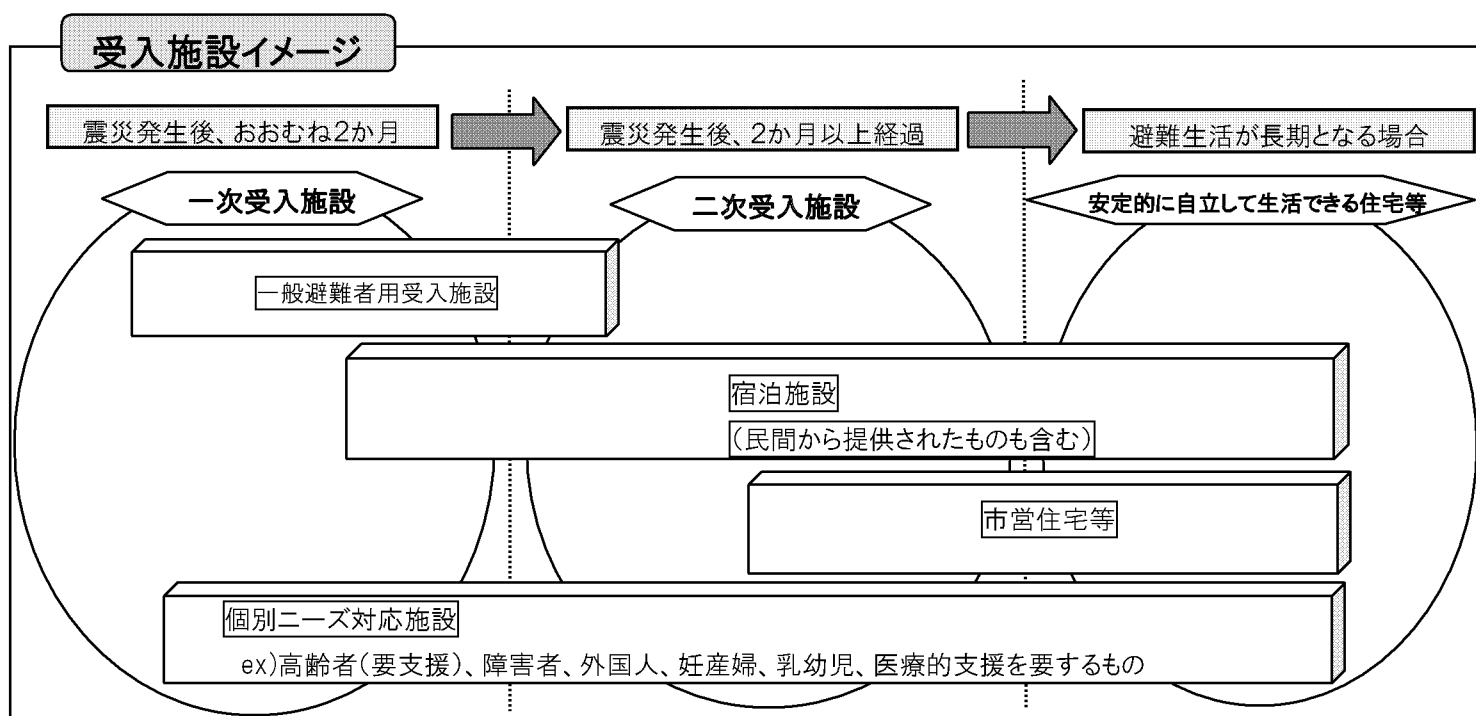 受入施設イメージ
震災発生後、おおむね2か月
震災発生後、2か月以上経過
避難生活が長期となる場合
一次受入施設
二次受入施設
安定的に自立して生活できる住宅等
一般避難者用受入施設
宿泊施設
（民間から提供されたものも含む）
市営住宅等
個別ニーズ対応施設
ex)高齢者(要支援)、障害者、外国人、妊産婦、乳幼児、医療的支援を要するもの